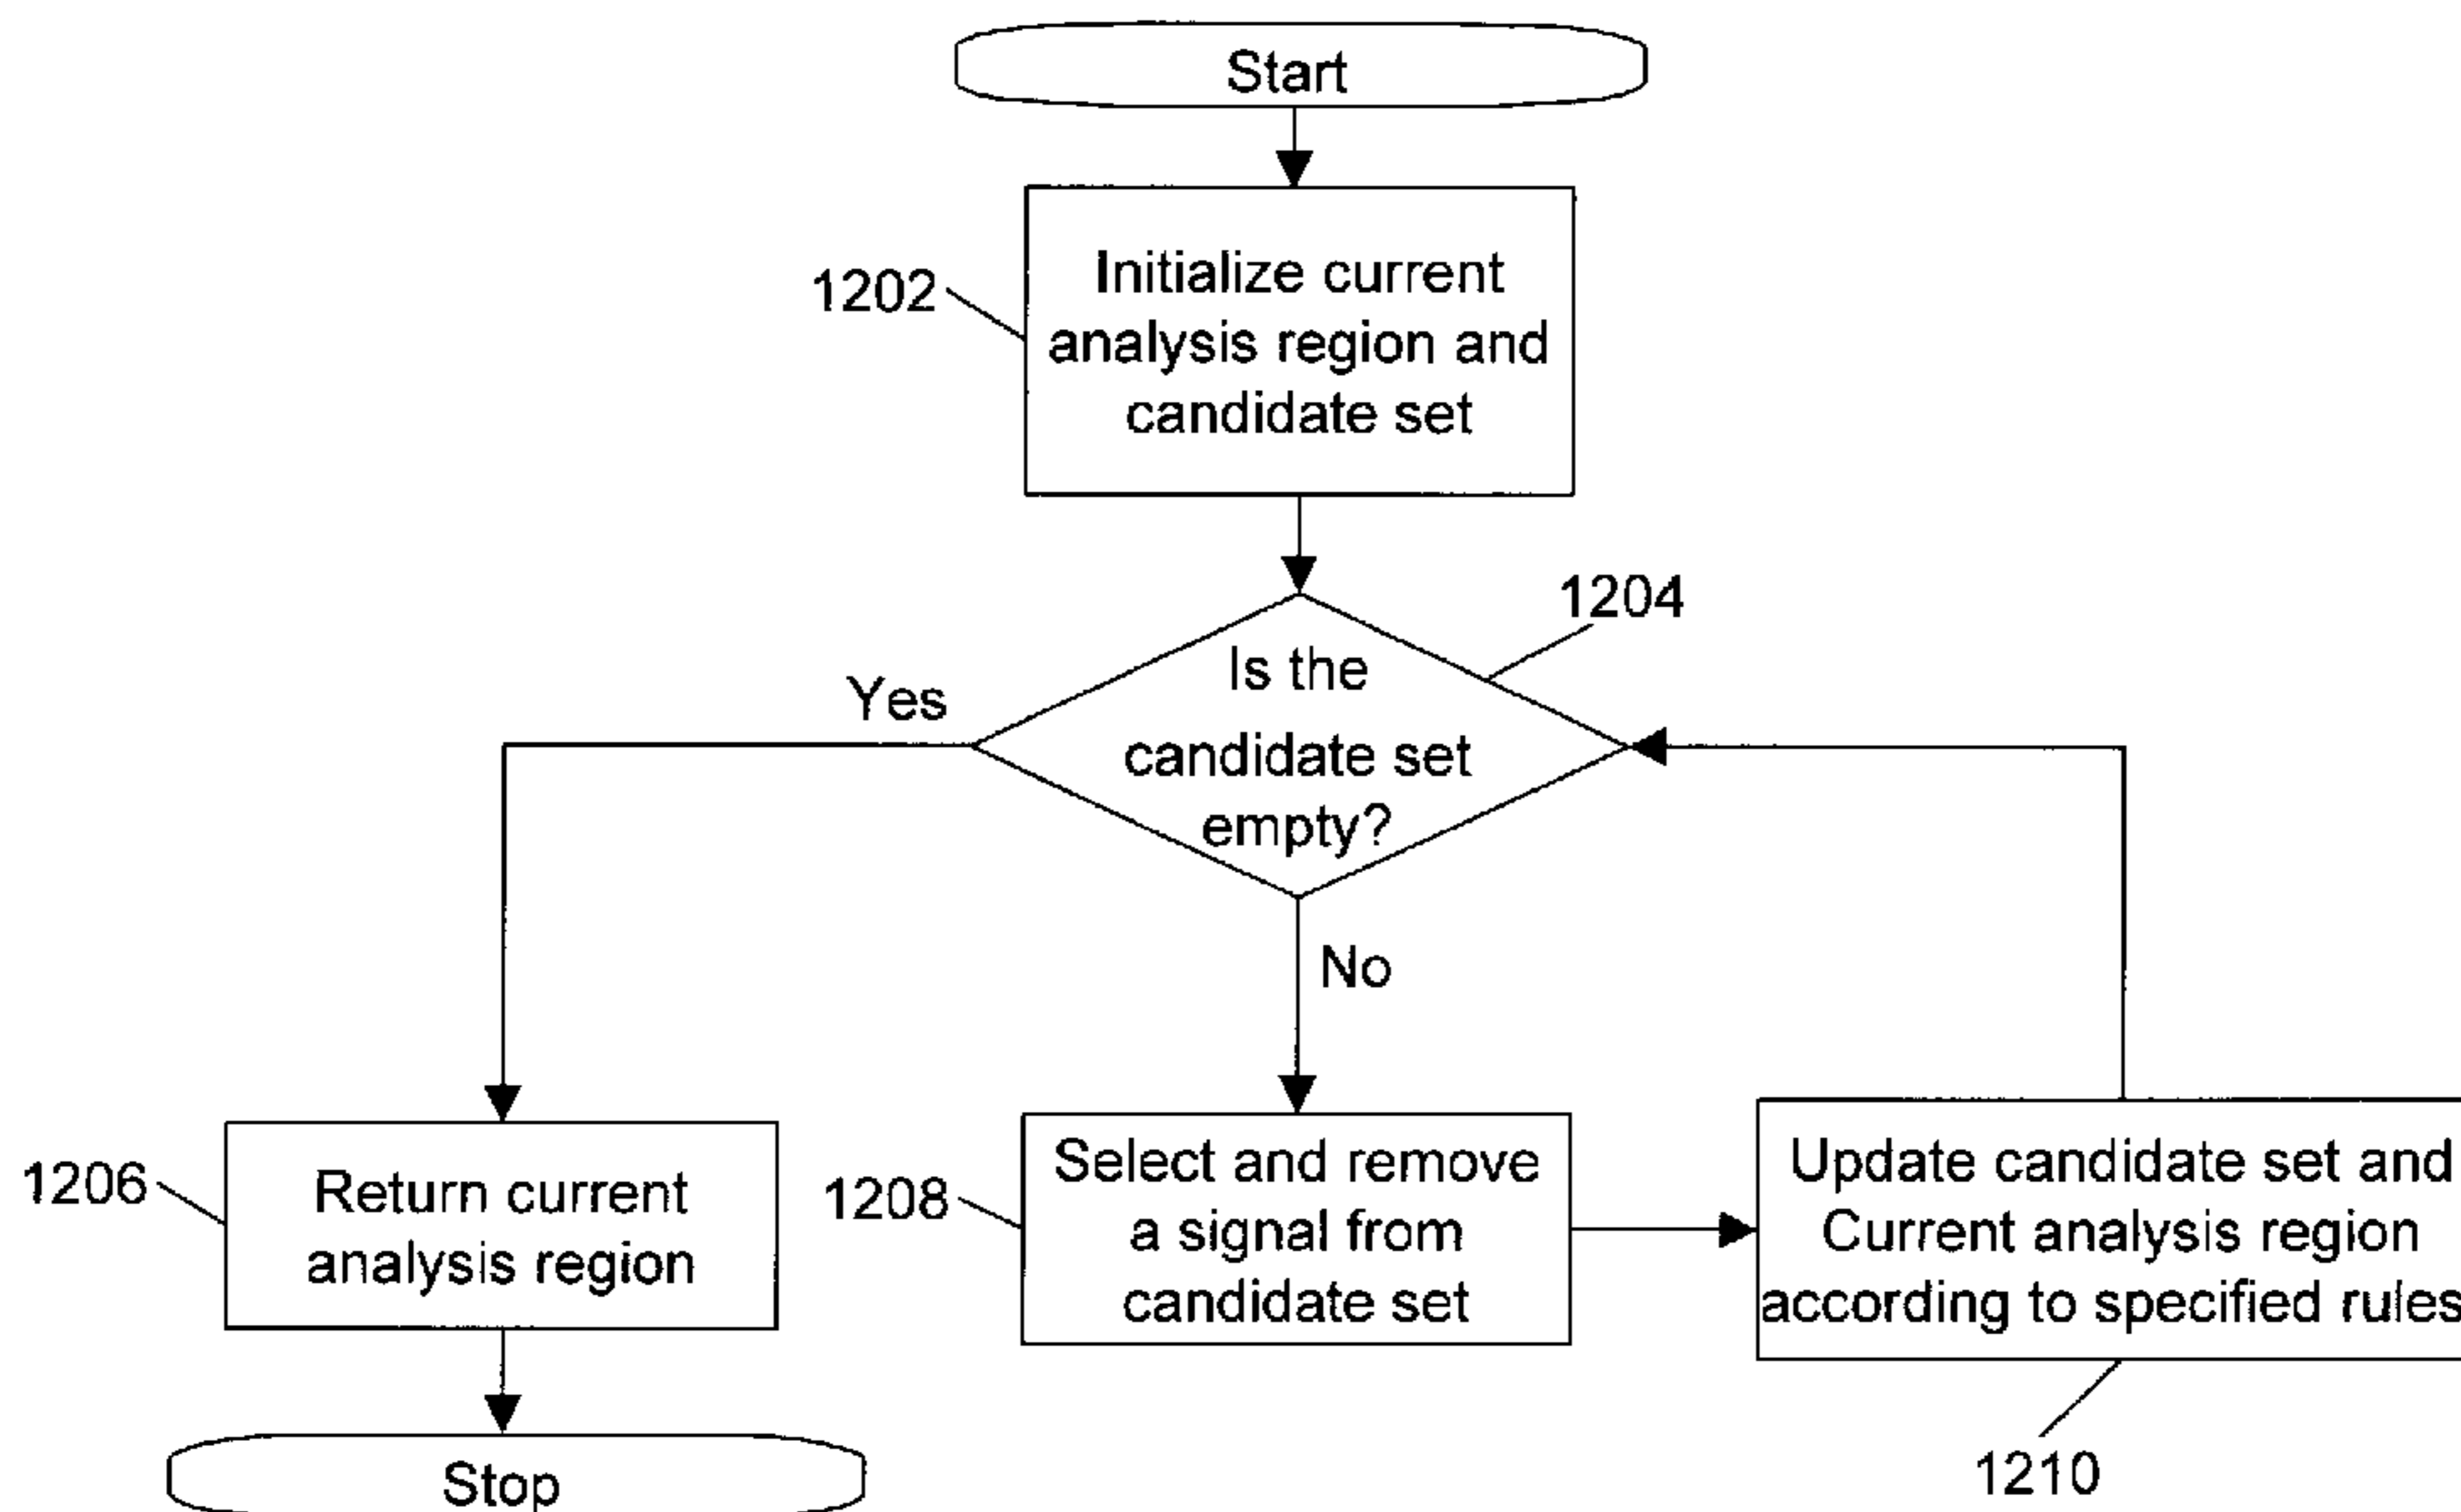 Start
1202
Initialize current
analysis region and
candidate set
1204
Is the
candidate set
empty?
Yes
No
1206
Return current
analysis region
1208
Select and remove
a signal from
candidate set
Update candidate set and
Current analysis region
according to specified rules
1210
Stop